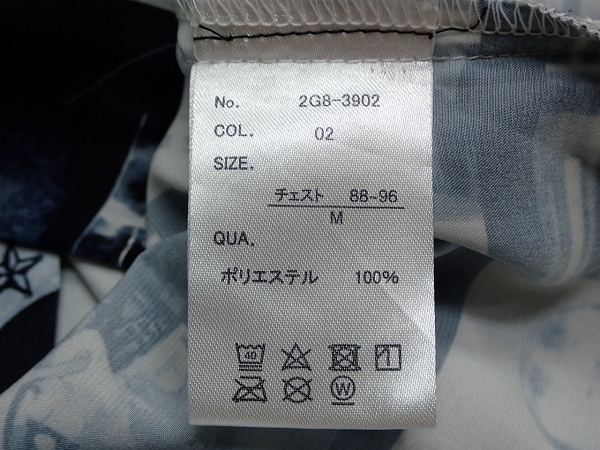 No. 2G8-3902
COL. 02
SIZE.
チェスト 88-96
M
QUA.
ポリエステル 100%
40
W